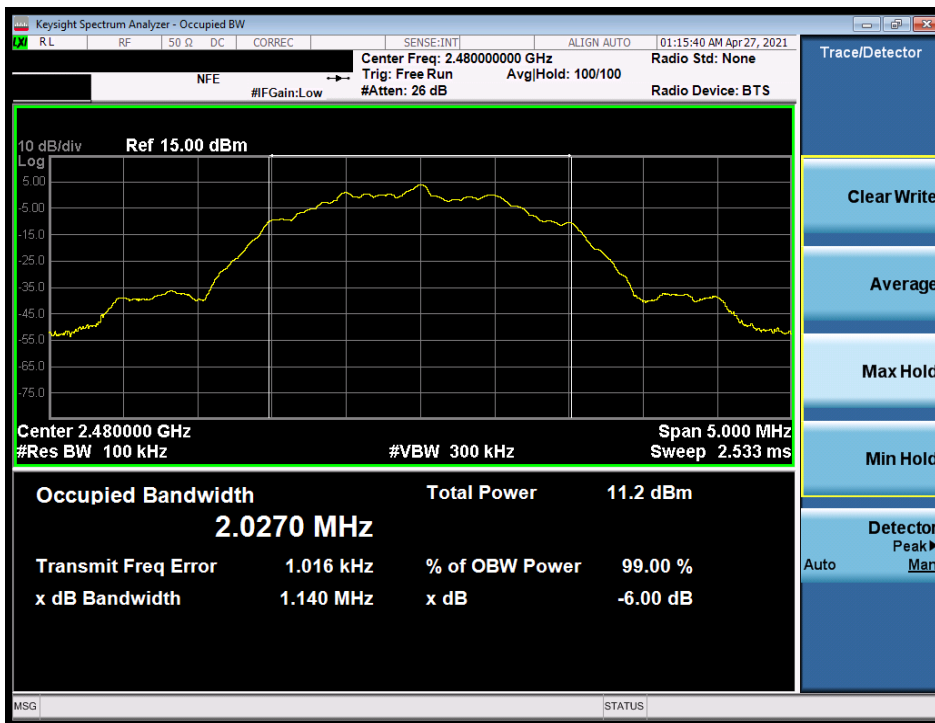 Keysight Spectrum Analyzer - Occupied BW
LXI RL RF 50 Ω DC CORREC SENSE:INT ALIGN AUTO 01:15:40 AM Apr 27, 2021
NFE
#IFGain:Low
Center Freq: 2.480000000 GHz
Trig: Free Run Avg|Hold: 100/100
#Atten: 26 dB
Radio Std: None
Radio Device: BTS
10 dB/div Ref 15.00 dBm
Log
5.00
-5.00
-15.0
-25.0
-35.0
-45.0
-55.0
-65.0
-75.0
Center 2.480000 GHz Span 5.000 MHz
#Res BW 100 kHz #VBW 300 kHz Sweep 2.533 ms
Occupied Bandwidth Total Power 11.2 dBm
2.0270 MHz
Transmit Freq Error 1.016 kHz % of OBW Power 99.00 %
x dB Bandwidth 1.140 MHz x dB -6.00 dB
MSG STATUS
Trace/Detector
Clear Write
Average
Max Hold
Min Hold
Detector
Peak
Auto Man